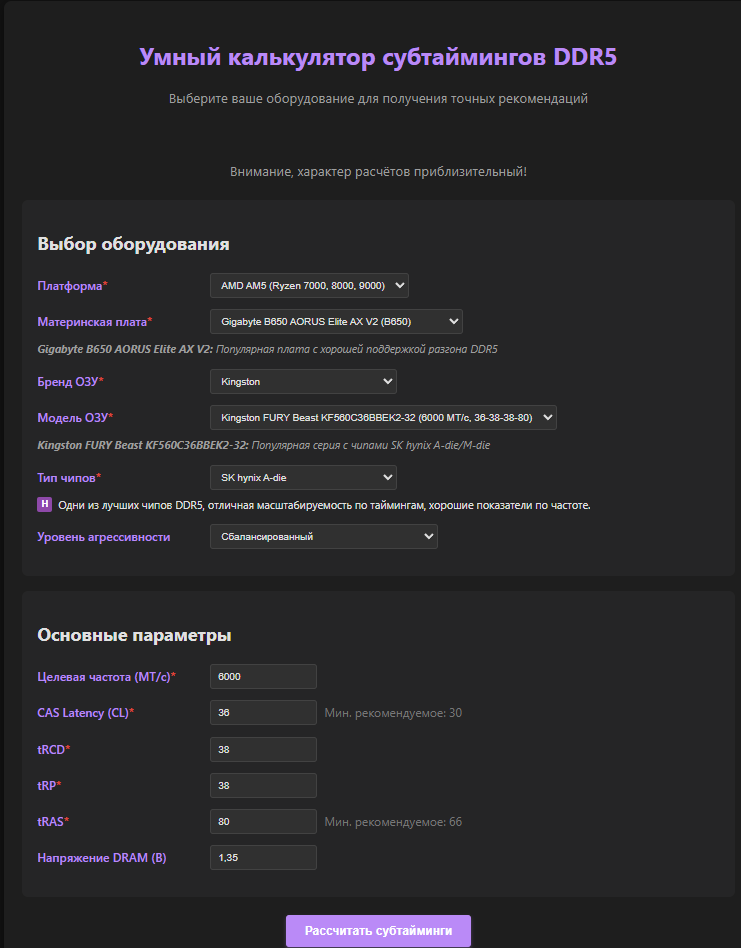 Умный калькулятор субтаймингов DDR5
Выберите ваше оборудование для получения точных рекомендаций
Внимание, характер расчётов приблизительный!
Выбор оборудования
Платформа* AMD AM5 (Ryzen 7000, 8000, 9000)
Материнская плата* Gigabyte B650 AORUS Elite AX V2 (B650)
Gigabyte B650 AORUS Elite AX V2: Популярная плата с хорошей поддержкой разгона DDR5
Бренд ОЗУ* Kingston
Модель ОЗУ* Kingston FURY Beast KF560C36BBEK2-32 (6000 МТ/с, 36-38-38-80)
Kingston FURY Beast KF560C36BBEK2-32: Популярная серия с чипами SK hynix A-die/M-die
Тип чипов* SK hynix A-die
H Одни из лучших чипов DDR5, отличная масштабируемость по таймингам, хорошие показатели по частоте.
Уровень агрессивности Сбалансированный
Основные параметры
Целевая частота (МТ/с)* 6000
CAS Latency (CL)* 36 Мин. рекомендуемое: 30
tRCD* 38
tRP* 38
tRAS* 80 Мин. рекомендуемое: 66
Напряжение DRAM (В) 1,35
Рассчитать субтайминги